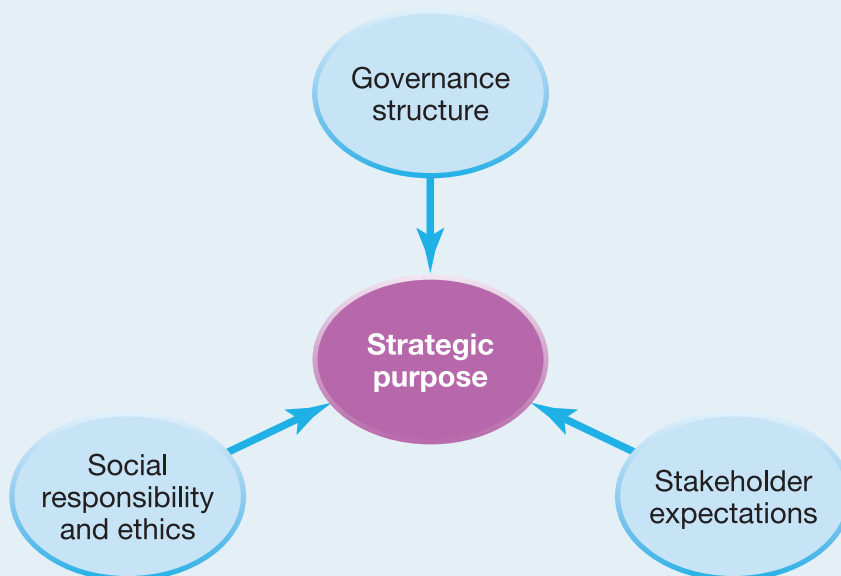 Governance
structure
Strategic
purpose
Social
responsibility
and ethics
Stakeholder
expectations